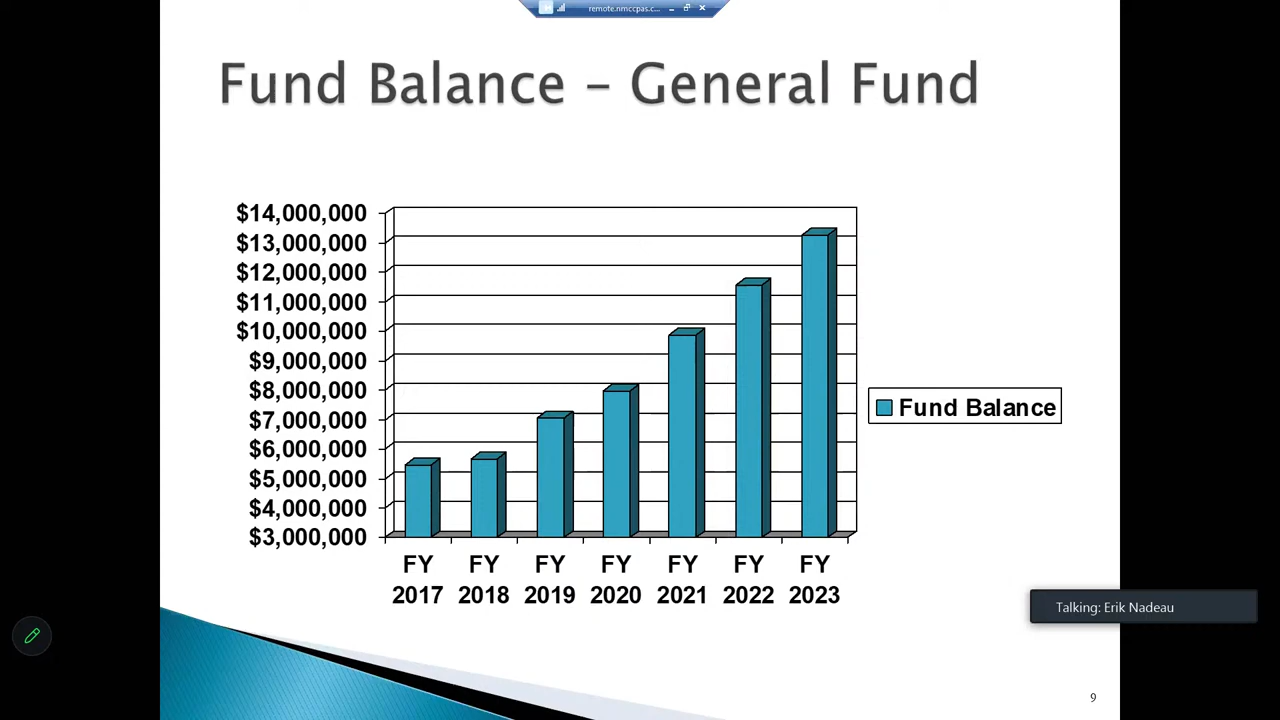 remote.nmccpas.c...
Fund Balance – General Fund
$14,000,000
$13,000,000
$12,000,000
$11,000,000
$10,000,000
$9,000,000
$8,000,000
$7,000,000
$6,000,000
$5,000,000
$4,000,000
$3,000,000
Fund Balance
FY FY FY FY FY FY FY
2017 2018 2019 2020 2021 2022 2023
Talking: Erik Nadeau
9